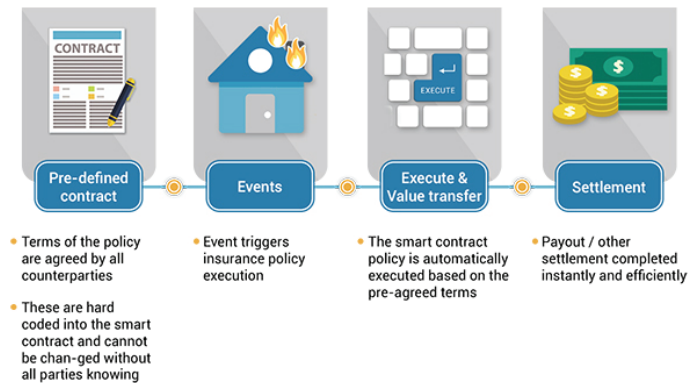 CONTRACT
EXECUTE
$
$
$
$
Pre-defined
contract
Events
Execute &
Value transfer
Settlement
• Terms of the policy
are agreed by all
counterparties
• These are hard
coded into the smart
contract and cannot
be chan-ged without
all parties knowing
• Event triggers
insurance policy
execution
• The smart contract
policy is automatically
executed based on the
pre-agreed terms
• Payout / other
settlement completed
instantly and efficiently